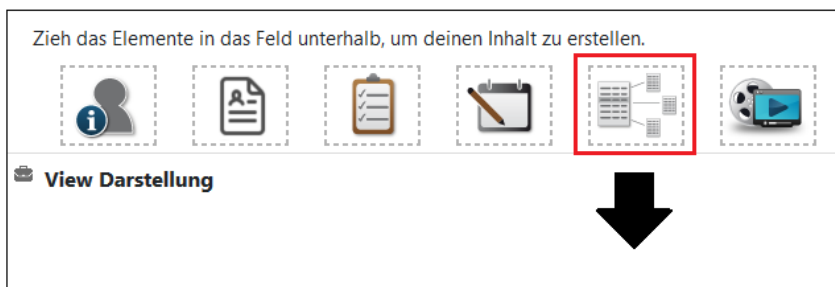 Zieh das Elemente in das Feld unterhalb, um deinen Inhalt zu erstellen.
View Darstellung